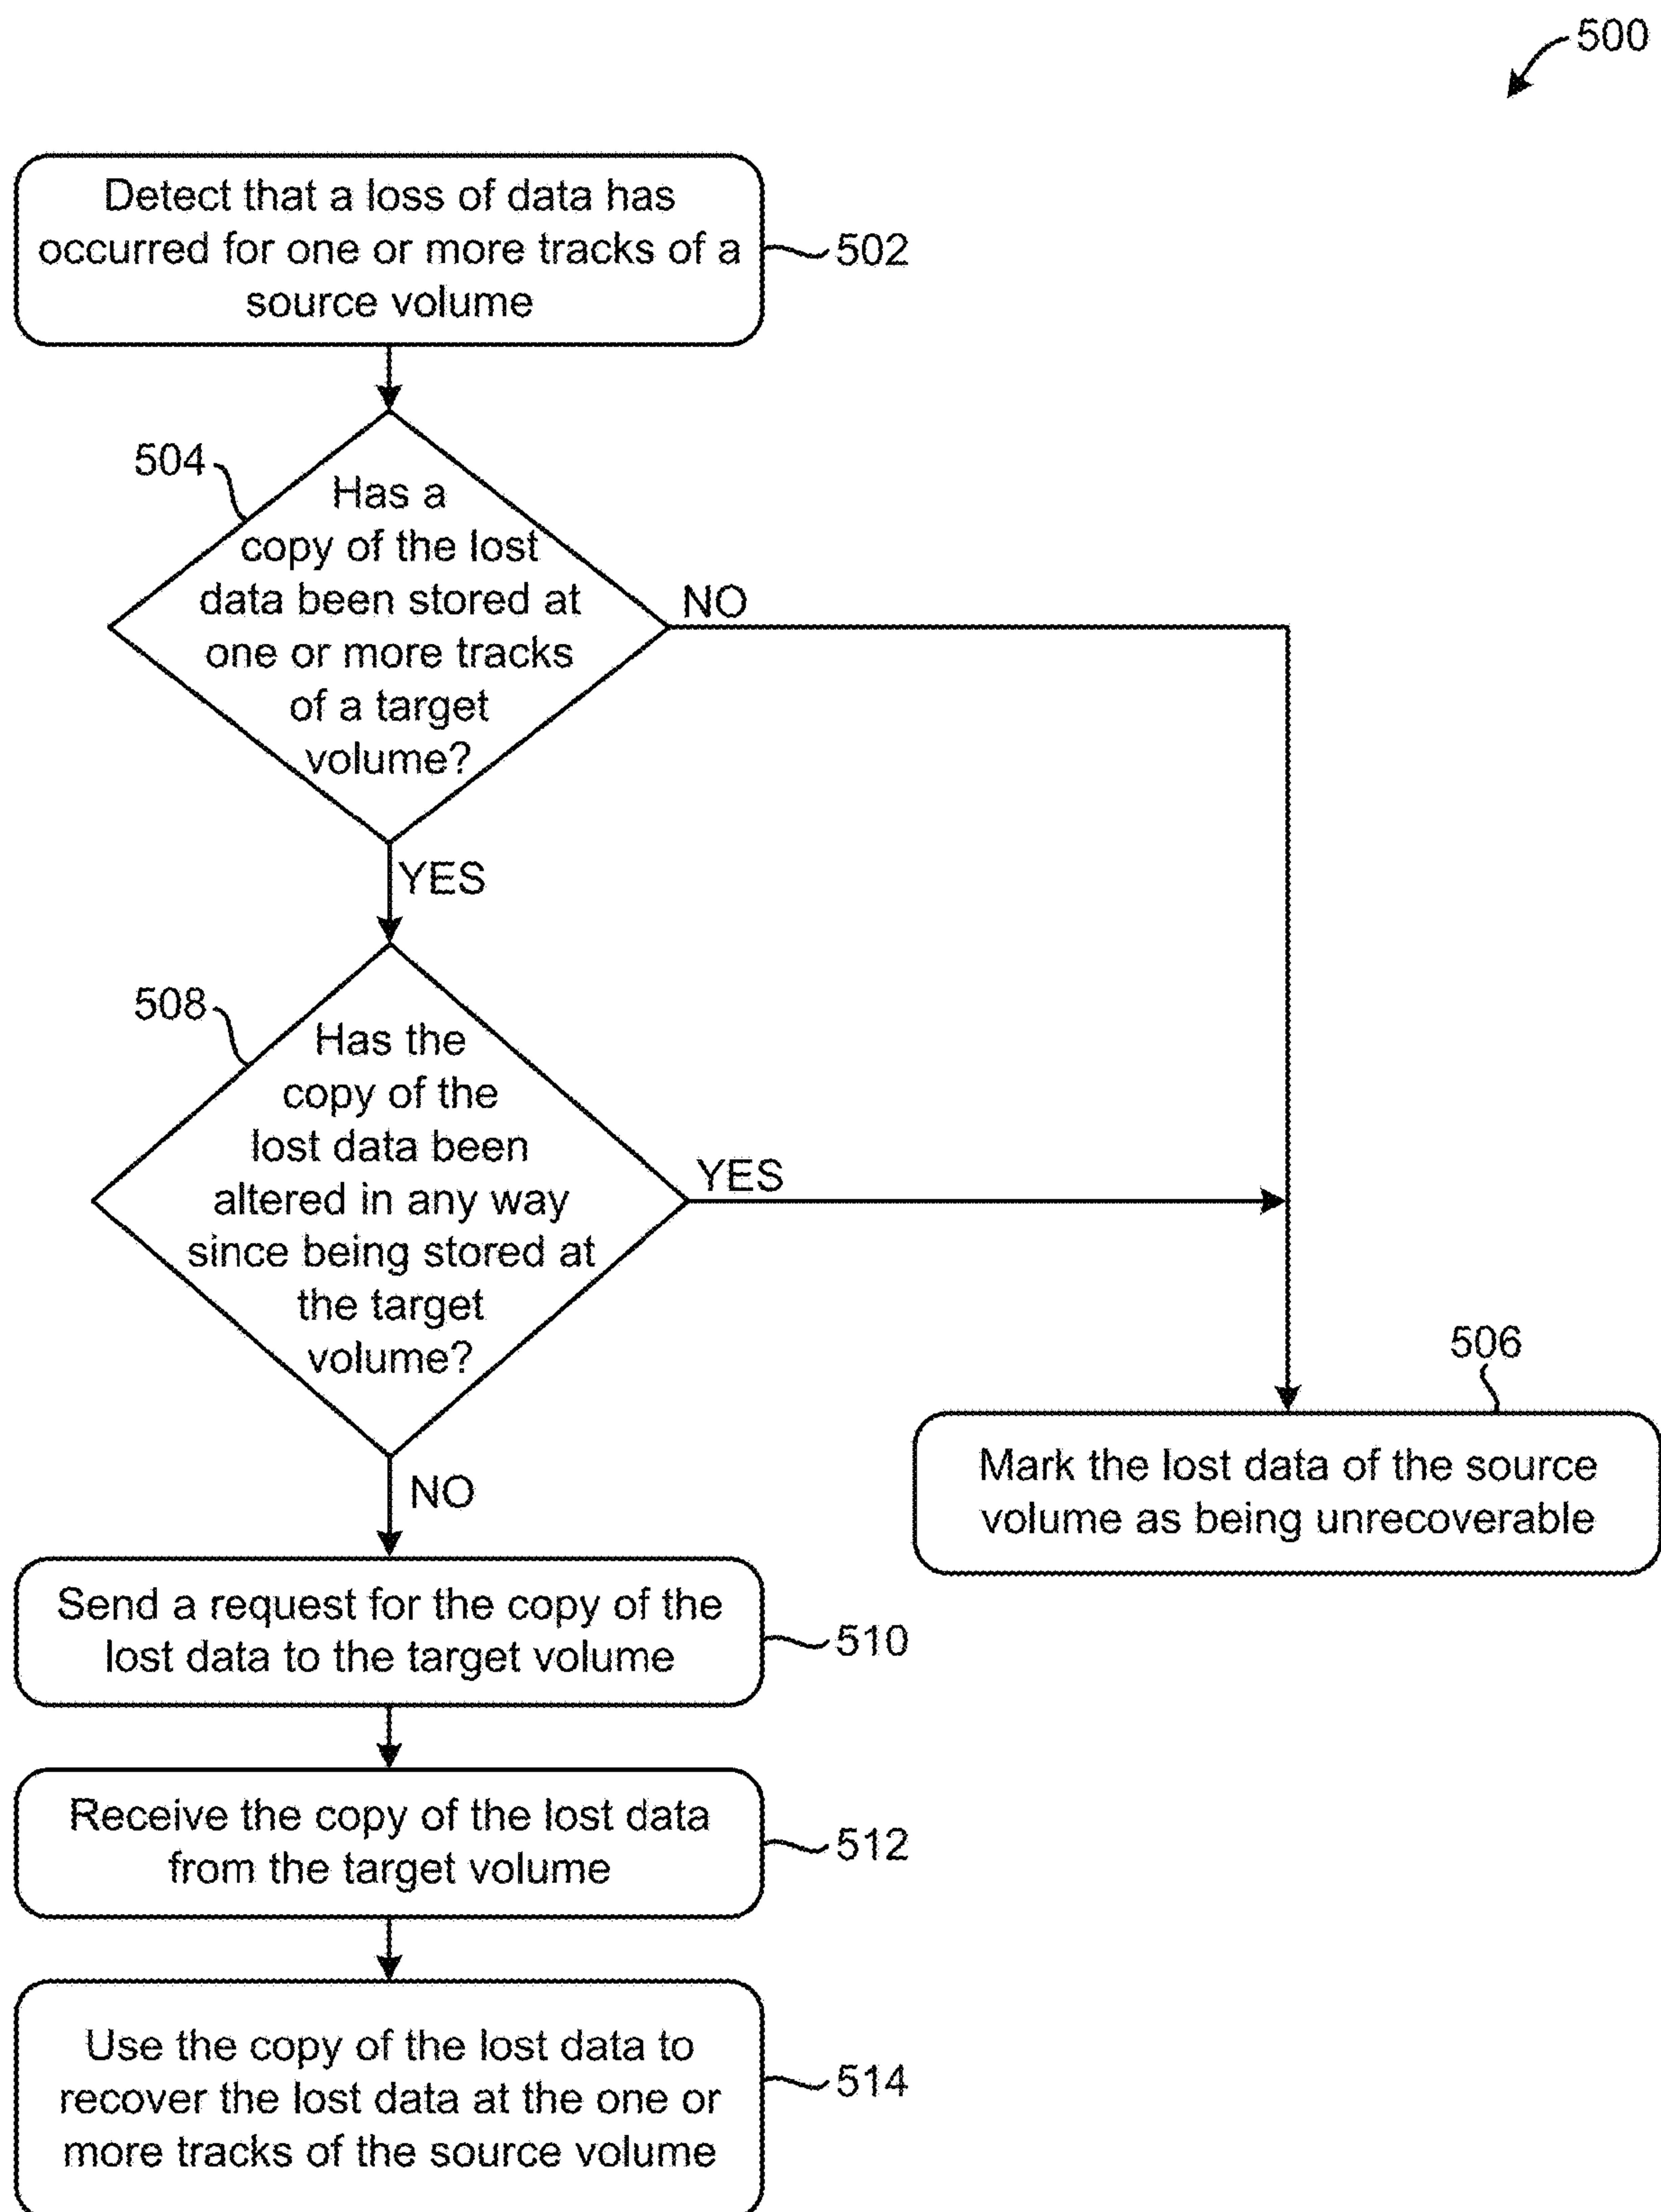 500
Detect that a loss of data has
occurred for one or more tracks of a
source volume
502
504
Has a
copy of the lost
data been stored at
one or more tracks
of a target
volume?
NO
YES
508
Has the
copy of the
lost data been
altered in any way
since being stored at
the target
volume?
YES
506
Mark the lost data of the source
volume as being unrecoverable
NO
Send a request for the copy of the
lost data to the target volume
510
Receive the copy of the lost data
from the target volume
512
Use the copy of the lost data to
recover the lost data at the one or
more tracks of the source volume
514